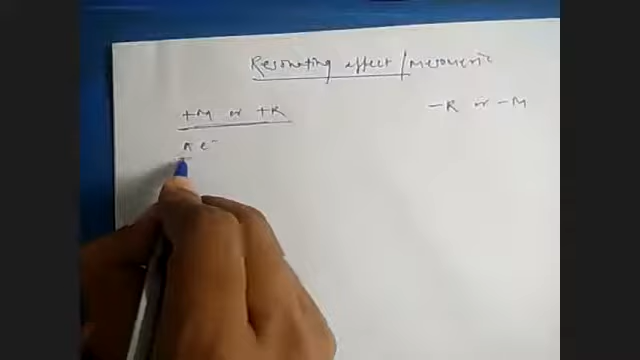 Resonating effect / Mesomeric
+M or +R
-R or -M
π e⁻